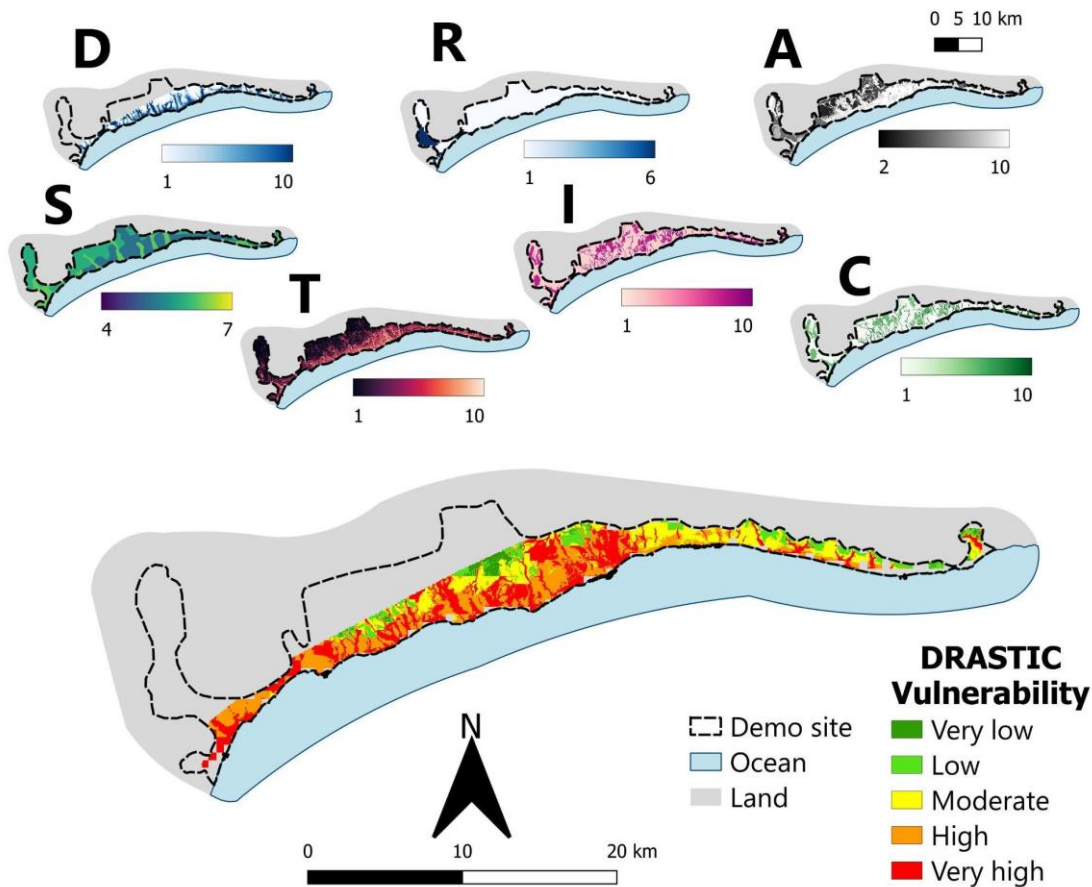 D
R
A
0 5 10 km
1 10
1 6
2 10
S
I
4 7
T
1 10
C
1 10
1 10
N
DRASTIC
Vulnerability
Demo site
Ocean
Land
Very low
Low
Moderate
High
Very high
0 10 20 km